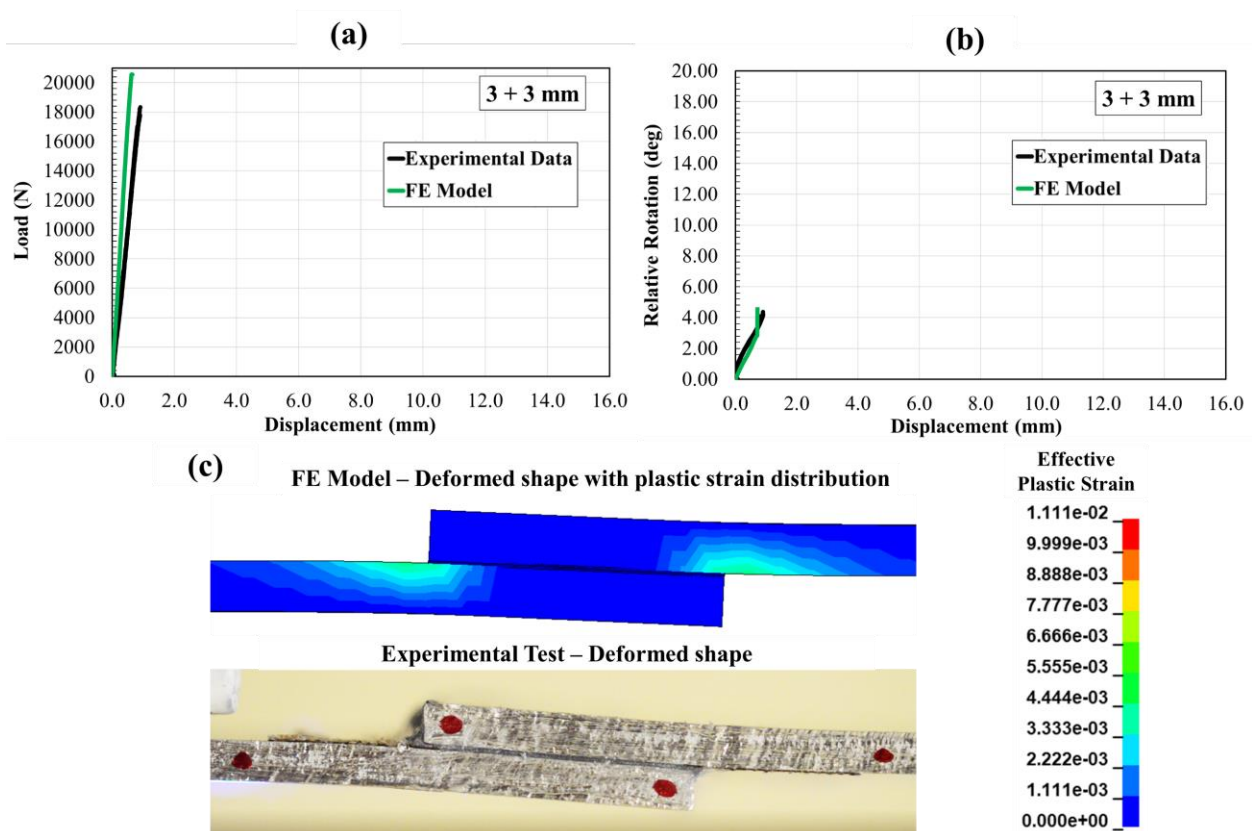 (a)
20000
18000
16000
14000
12000
10000
8000
6000
4000
2000
0
Load (N)
3 + 3 mm
Experimental Data
FE Model
0.0 2.0 4.0 6.0 8.0 10.0 12.0 14.0 16.0
Displacement (mm)
(b)
20.00
18.00
16.00
14.00
12.00
10.00
8.00
6.00
4.00
2.00
0.00
Relative Rotation (deg)
3 + 3 mm
Experimental Data
FE Model
0.0 2.0 4.0 6.0 8.0 10.0 12.0 14.0 16.0
Displacement (mm)
(c)
FE Model – Deformed shape with plastic strain distribution
Experimental Test – Deformed shape
Effective
Plastic Strain
1.111e-02
9.999e-03
8.888e-03
7.777e-03
6.666e-03
5.555e-03
4.444e-03
3.333e-03
2.222e-03
1.111e-03
0.000e+00